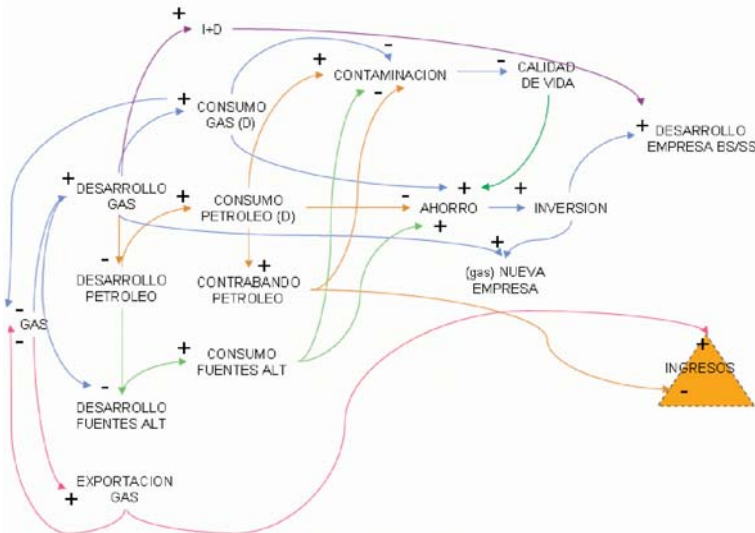 + I+D
+ - 
+ CONTAMINACION - CALIDAD
DE VIDA
-
+ CONSUMO
GAS (D)
+
+ DESARROLLO
EMPRESA BS/SS
+ DESARROLLO
GAS
+ CONSUMO
PETROLEO (D)
+
- AHORRO
+
+ INVERSION
- DESARROLLO
PETROLEO
+
CONTRABANDO
PETROLEO
+
(gas) NUEVA
EMPRESA
-
GAS
-
+ CONSUMO
FUENTES ALT
+
INGRESOS
-
- 
DESARROLLO
FUENTES ALT
+ EXPORTACION
GAS